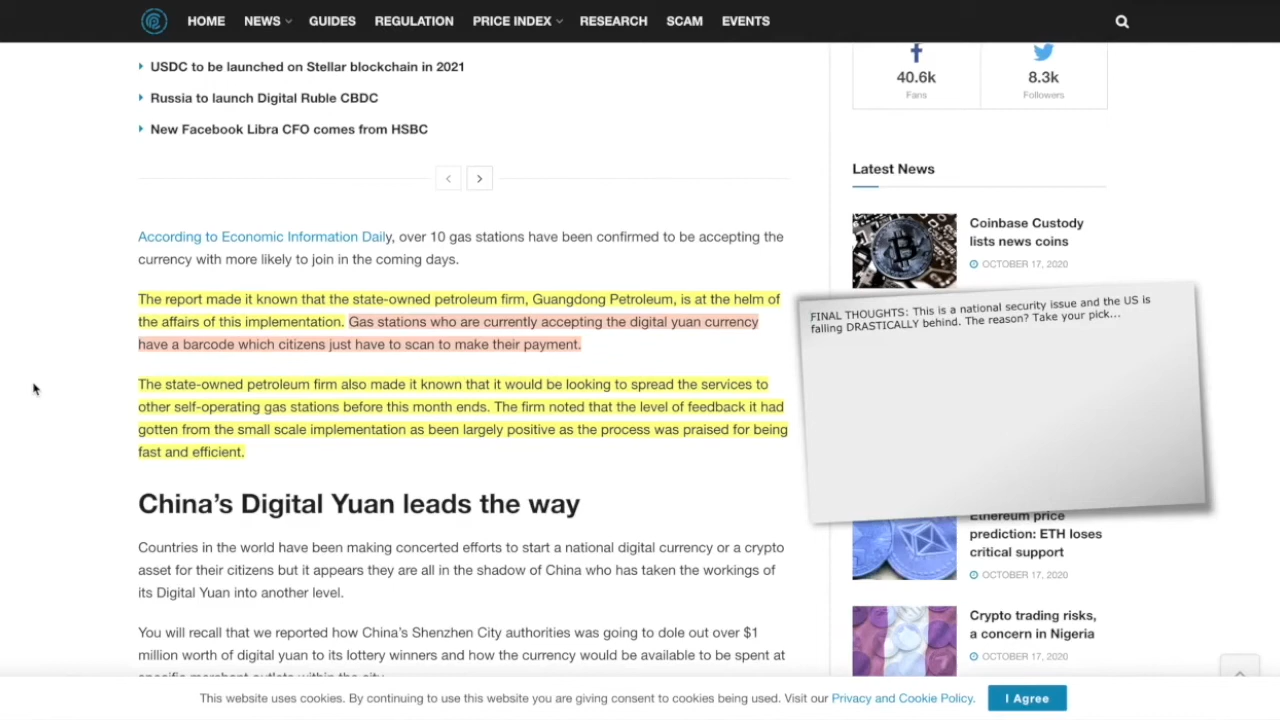 HOME NEWS GUIDES REGULATION PRICE INDEX RESEARCH SCAM EVENTS
USDC to be launched on Stellar blockchain in 2021
Russia to launch Digital Ruble CBDC
New Facebook Libra CFO comes from HSBC
40.6k
Fans
8.3k
Followers
According to Economic Information Daily, over 10 gas stations have been confirmed to be accepting the
currency with more likely to join in the coming days.
The report made it known that the state-owned petroleum firm, Guangdong Petroleum, is at the helm of
the affairs of this implementation. Gas stations who are currently accepting the digital yuan currency
have a barcode which citizens just have to scan to make their payment.
The state-owned petroleum firm also made it known that it would be looking to spread the services to
other self-operating gas stations before this month ends. The firm noted that the level of feedback it had
gotten from the small scale implementation as been largely positive as the process was praised for being
fast and efficient.
China's Digital Yuan leads the way
Countries in the world have been making concerted efforts to start a national digital currency or a crypto
asset for their citizens but it appears they are all in the shadow of China who has taken the workings of
its Digital Yuan into another level.
You will recall that we reported how China's Shenzhen City authorities was going to dole out over $1
million worth of digital yuan to its lottery winners and how the currency would be available to be spent at
Latest News
Coinbase Custody
lists news coins
OCTOBER 17, 2020
FINAL THOUGHTS: This is a national security issue and the US is
falling DRASTICALLY behind. The reason? Take your pick...
Ethereum price
prediction: ETH loses
critical support
OCTOBER 17, 2020
Crypto trading risks,
a concern in Nigeria
OCTOBER 17, 2020
This website uses cookies. By continuing to use this website you are giving consent to cookies being used. Visit our Privacy and Cookie Policy. I Agree